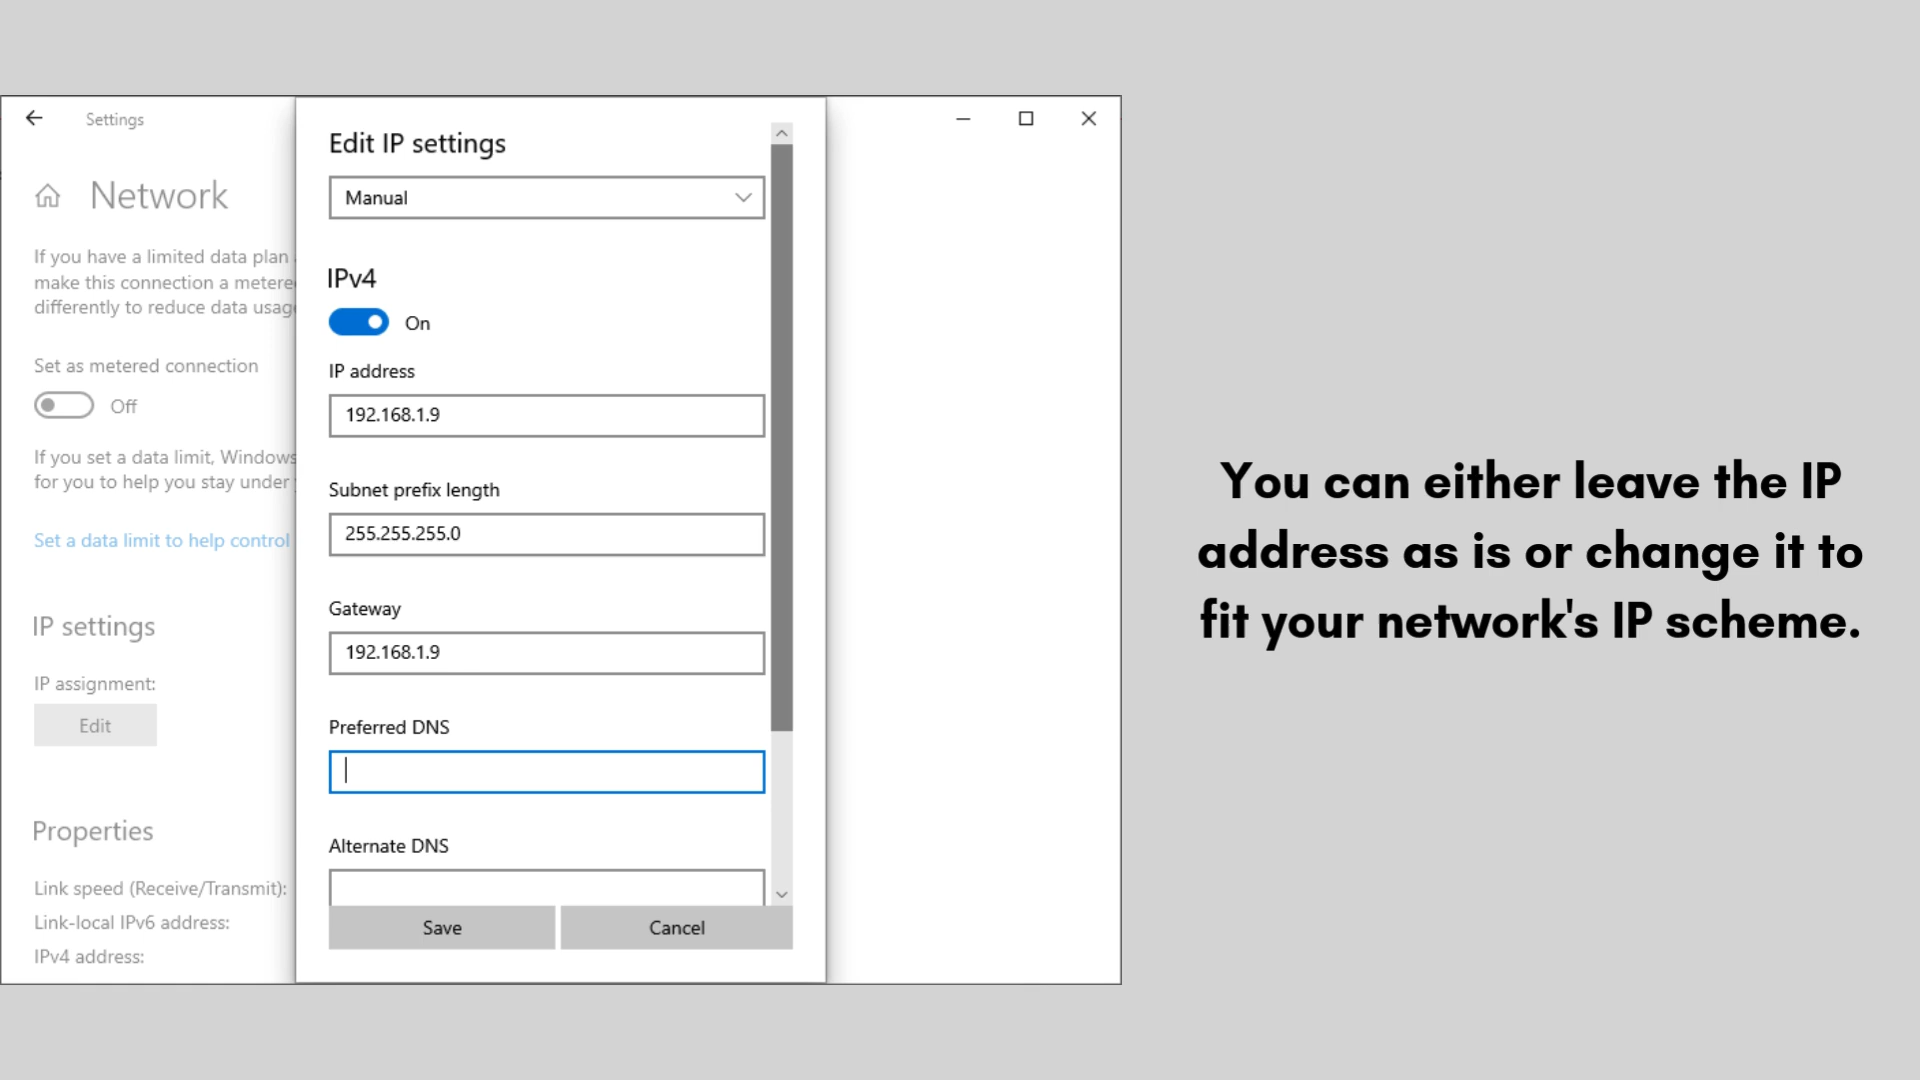 Settings
Network
If you have a limited data plan
make this connection a metere
differently to reduce data usag
Set as metered connection
Off
If you set a data limit, Windows
for you to help you stay under
Set a data limit to help control
IP settings
IP assignment:
Edit
Properties
Link speed (Receive/Transmit):
Link-local IPv6 address:
IPv4 address:
Edit IP settings
Manual
IPv4
On
IP address
192.168.1.9
Subnet prefix length
255.255.255.0
Gateway
192.168.1.9
Preferred DNS
Alternate DNS
Save
Cancel
You can either leave the IP
address as is or change it to
fit your network's IP scheme.